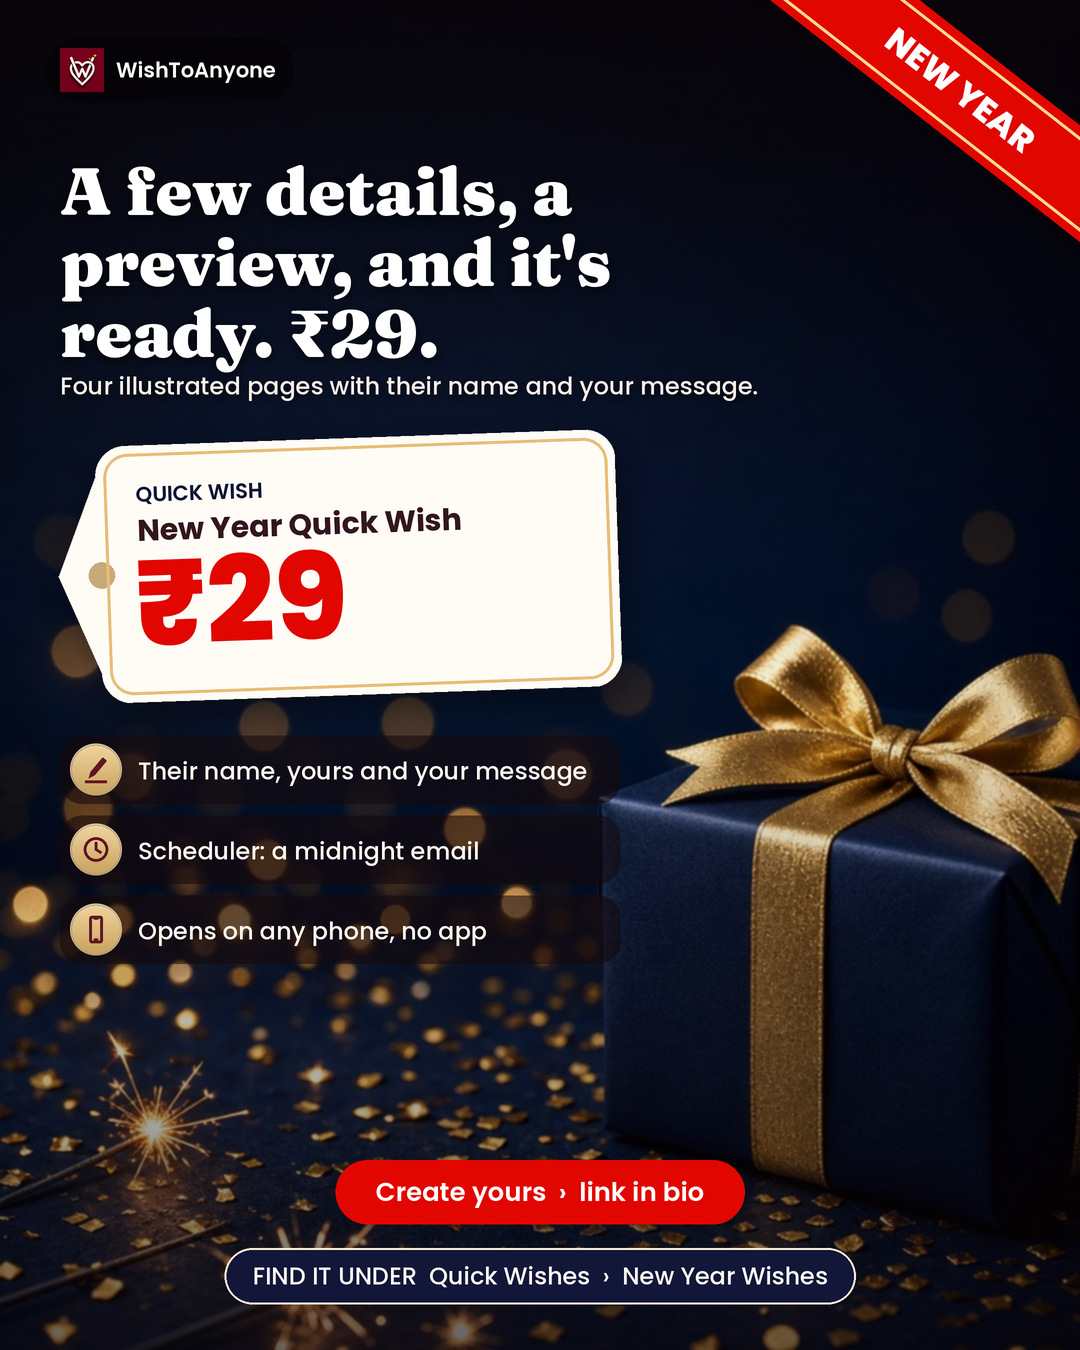 WishToAnyone
NEW YEAR
A few details, a
preview, and it's
ready. ₹29.
Four illustrated pages with their name and your message.
QUICK WISH
New Year Quick Wish
₹29
Their name, yours and your message
Scheduler: a midnight email
Opens on any phone, no app
Create yours › link in bio
FIND IT UNDER Quick Wishes › New Year Wishes